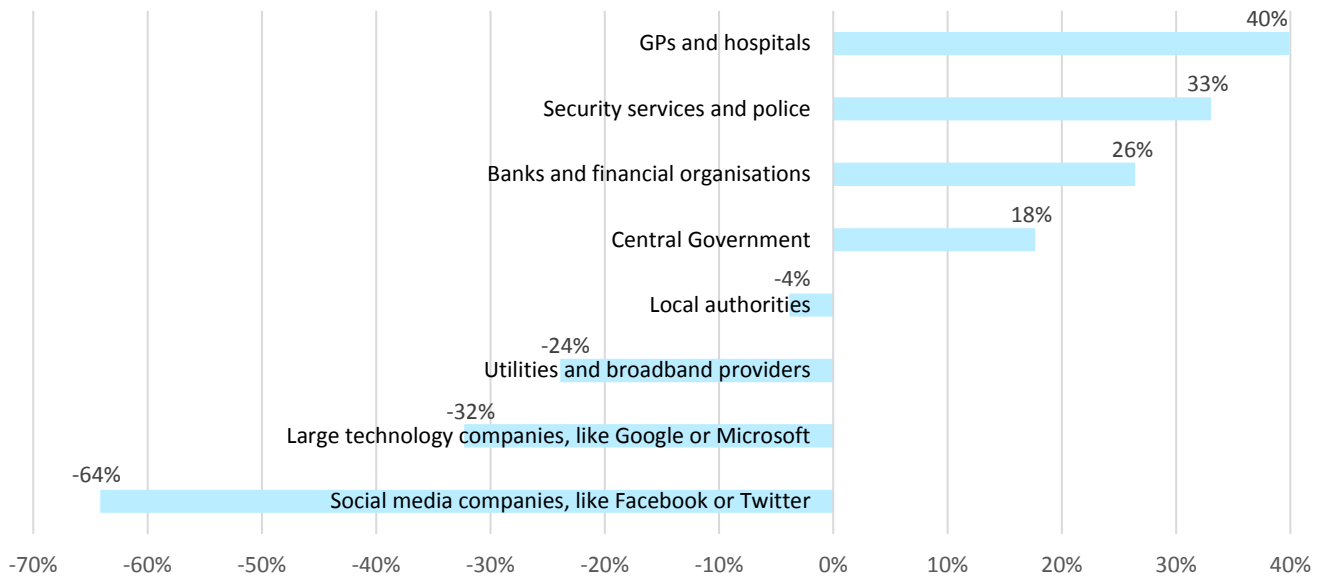 40%
GPs and hospitals
33%
Security services and police
26%
Banks and financial organisations
18%
Central Government
-4%
Local authorities
-24%
Utilities and broadband providers
-32%
Large technology companies, like Google or Microsoft
-64%
Social media companies, like Facebook or Twitter
-70% -60% -50% -40% -30% -20% -10% 0% 10% 20% 30% 40%